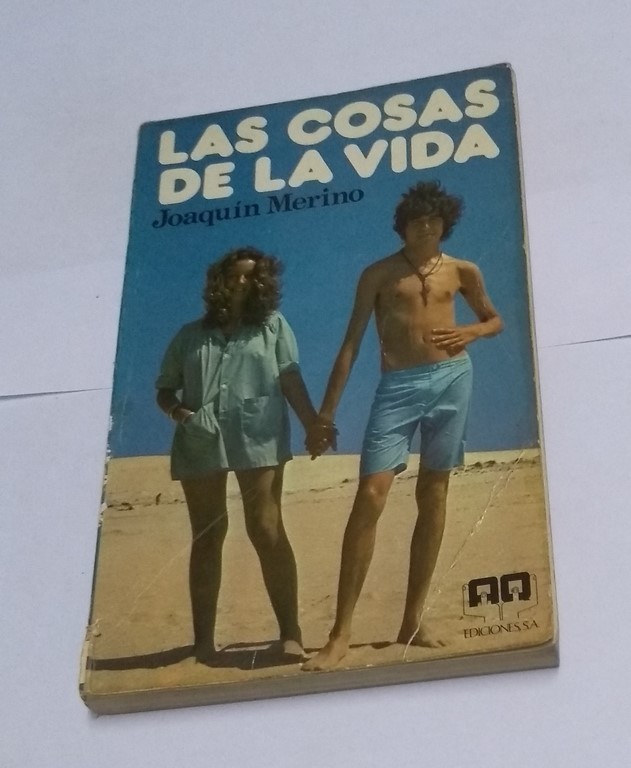 LAS COSAS
DE LA VIDA
Joaquín Merino
AQ
EDICIONES, S.A.